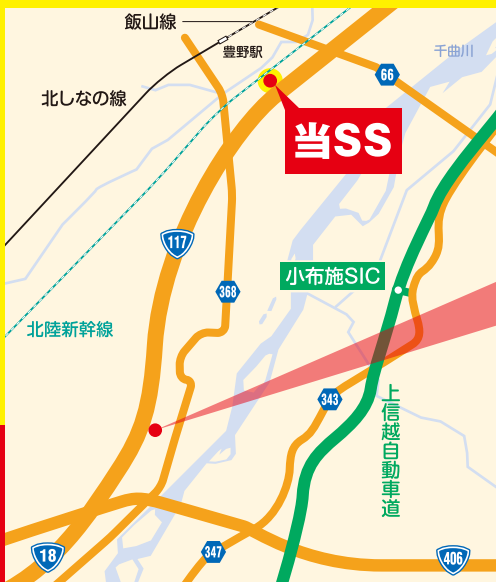 飯山線
豊野駅
千曲川
66
北しなの線
当SS
117
368
小布施SIC
北陸新幹線
343
上信越自動車道
18
347
406